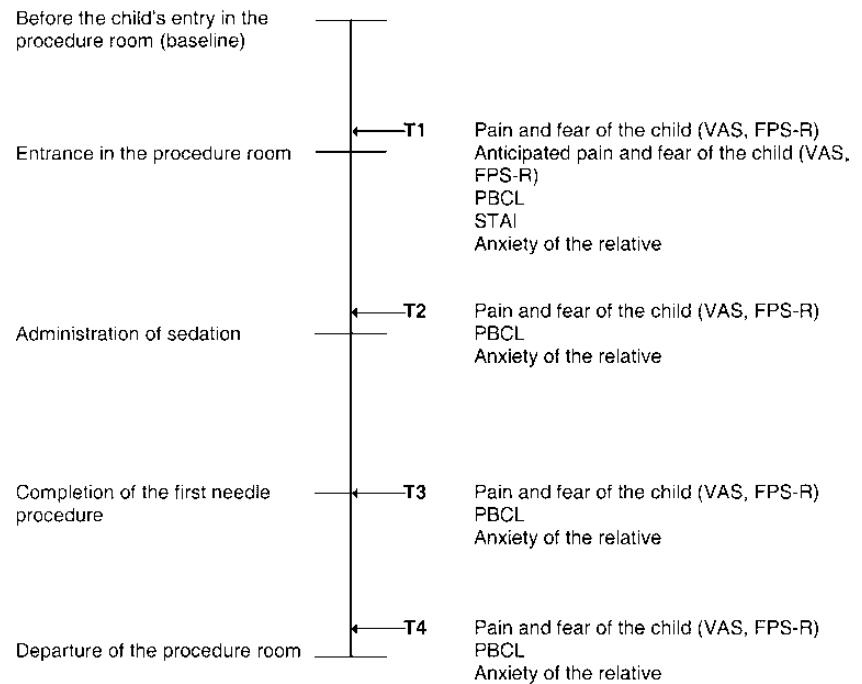 Before the child's entry in the
procedure room (baseline)
T1
Pain and fear of the child (VAS, FPS-R)
Entrance in the procedure room
Anticipated pain and fear of the child (VAS,
FPS-R)
PBCL
STAI
Anxiety of the relative
T2
Pain and fear of the child (VAS, FPS-R)
Administration of sedation
PBCL
Anxiety of the relative
Completion of the first needle
procedure
T3
Pain and fear of the child (VAS, FPS-R)
PBCL
Anxiety of the relative
T4
Pain and fear of the child (VAS, FPS-R)
Departure of the procedure room
PBCL
Anxiety of the relative